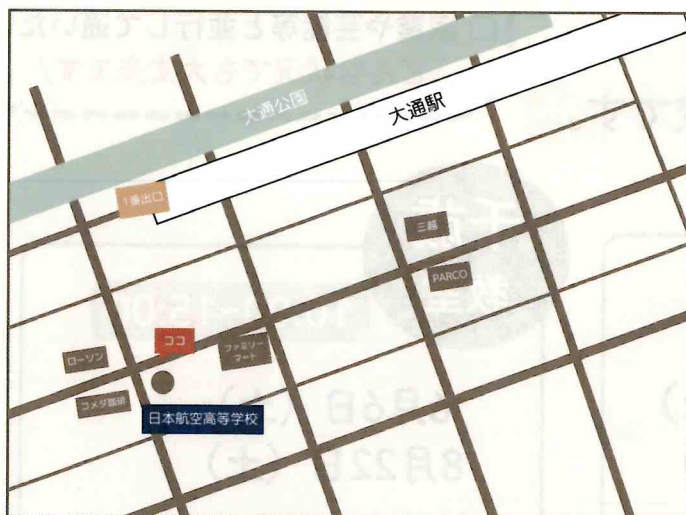 大通公園
大通駅
1番出口
三越
PARCO
ココ
ファミリー
マート
ローソン
コメダ珈琲
日本航空高等学校